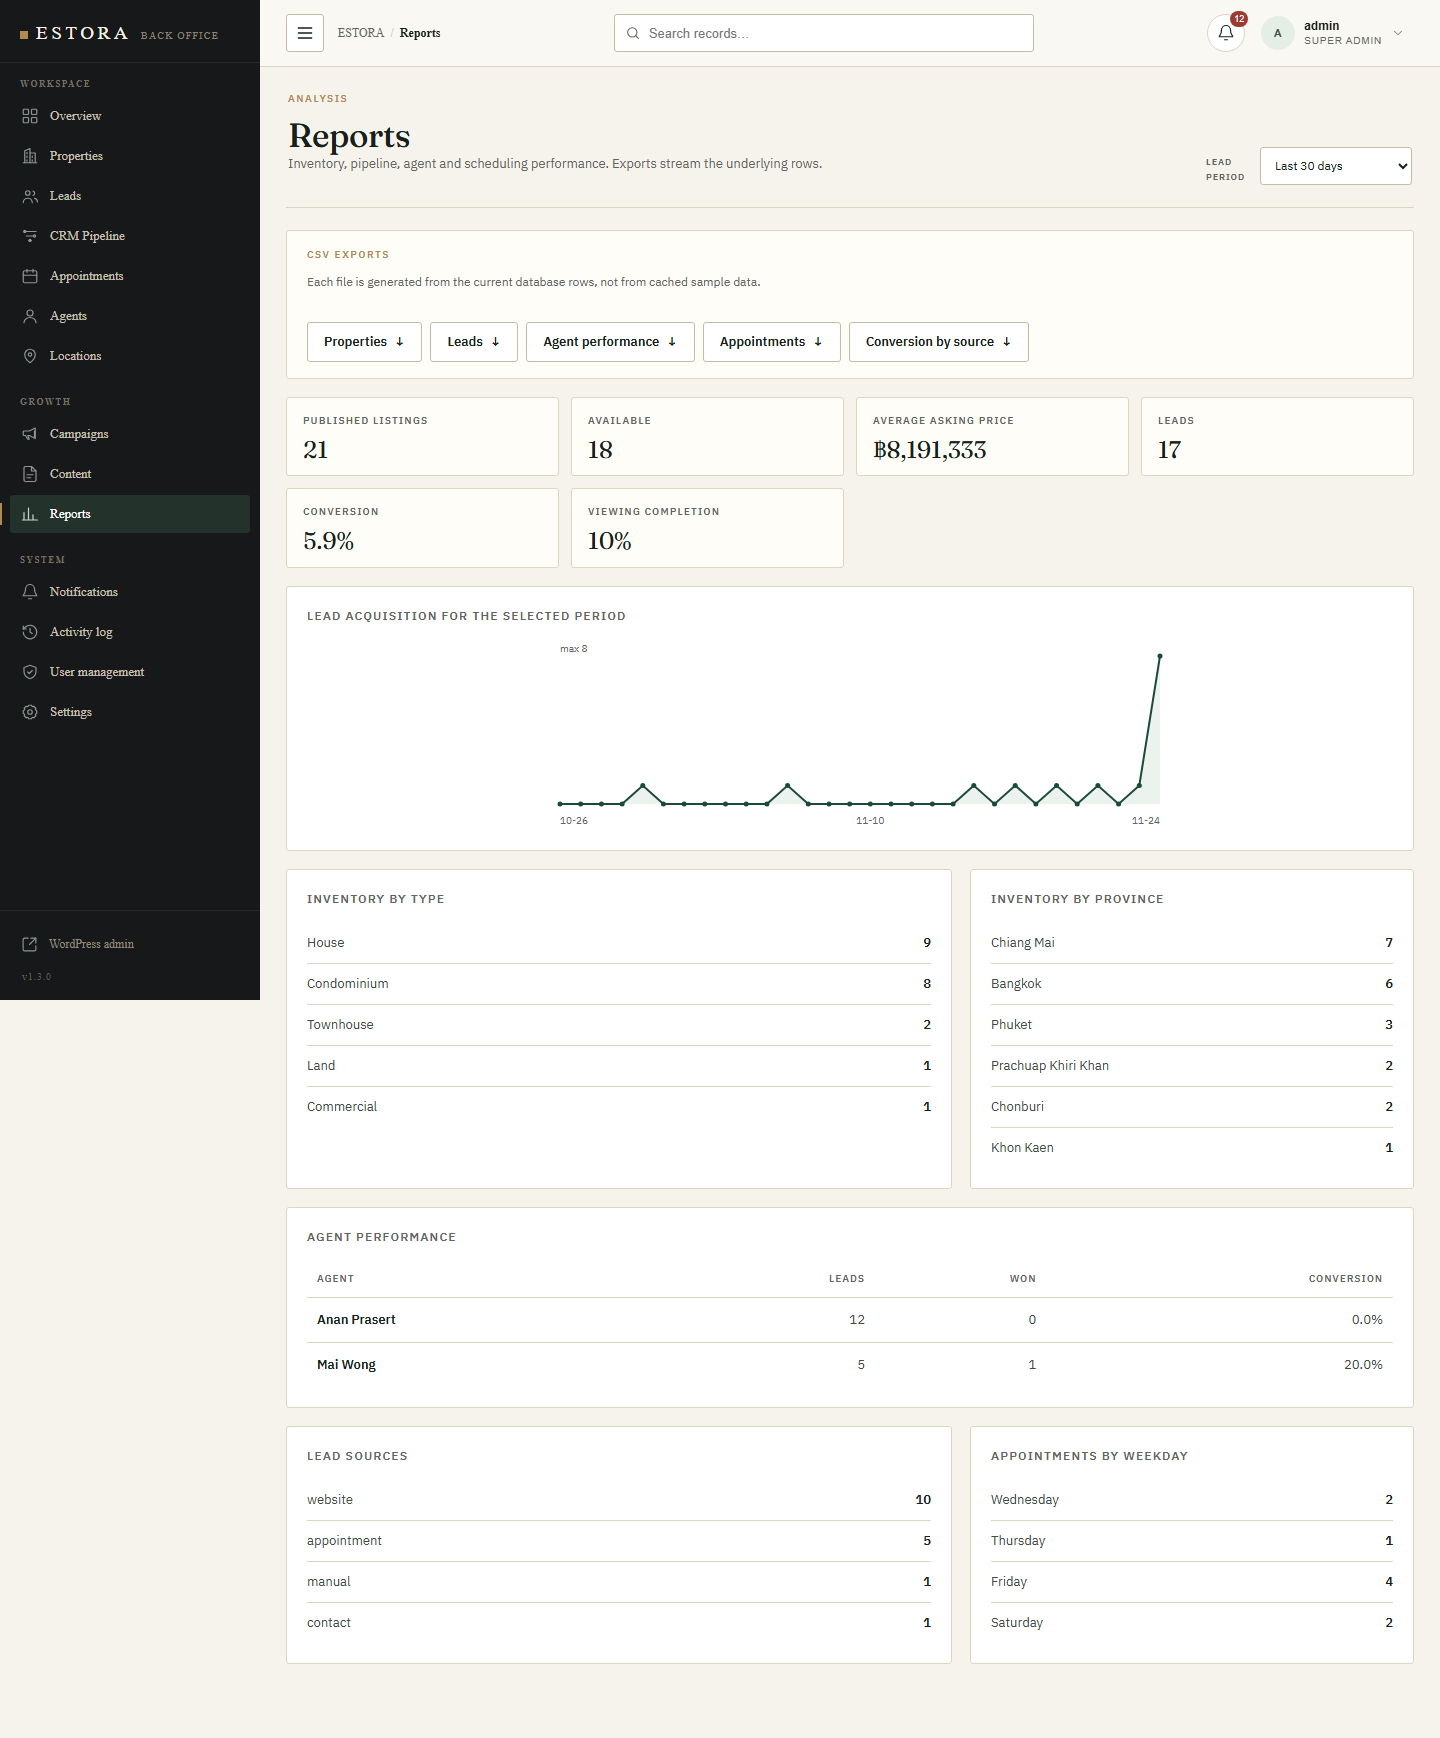 ESTORA BACK OFFICE
WORKSPACE
Overview
Properties
Leads
CRM Pipeline
Appointments
Agents
Locations
GROWTH
Campaigns
Content
Reports
SYSTEM
Notifications
Activity log
User management
Settings
WordPress admin
v1.3.0
ESTORA / Reports
Search records...
12
A
admin
SUPER ADMIN
ANALYSIS
Reports
Inventory, pipeline, agent and scheduling performance. Exports stream the underlying rows.
LEAD
PERIOD
Last 30 days
CSV EXPORTS
Each file is generated from the current database rows, not from cached sample data.
Properties ↓
Leads ↓
Agent performance ↓
Appointments ↓
Conversion by source ↓
PUBLISHED LISTINGS
21
AVAILABLE
18
AVERAGE ASKING PRICE
฿8,191,333
LEADS
17
CONVERSION
5.9%
VIEWING COMPLETION
10%
LEAD ACQUISITION FOR THE SELECTED PERIOD
max 8
10-26 11-10 11-24
INVENTORY BY TYPE
House 9
Condominium 8
Townhouse 2
Land 1
Commercial 1
INVENTORY BY PROVINCE
Chiang Mai 7
Bangkok 6
Phuket 3
Prachuap Khiri Khan 2
Chonburi 2
Khon Kaen 1
AGENT PERFORMANCE
AGENT LEADS WON CONVERSION
Anan Prasert 12 0 0.0%
Mai Wong 5 1 20.0%
LEAD SOURCES
website 10
appointment 5
manual 1
contact 1
APPOINTMENTS BY WEEKDAY
Wednesday 2
Thursday 1
Friday 4
Saturday 2